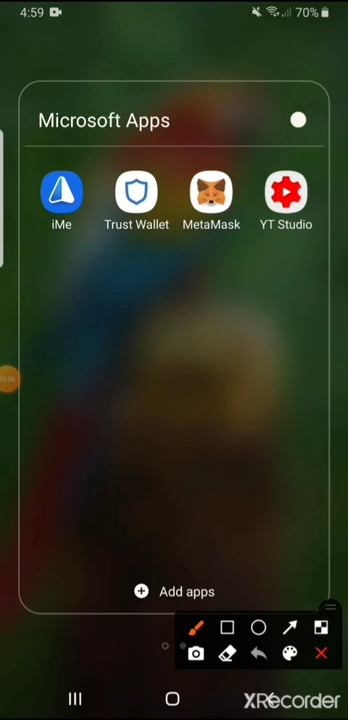 4:59
70%
Microsoft Apps
iMe
Trust Wallet
MetaMask
YT Studio
Add apps
XRecorder